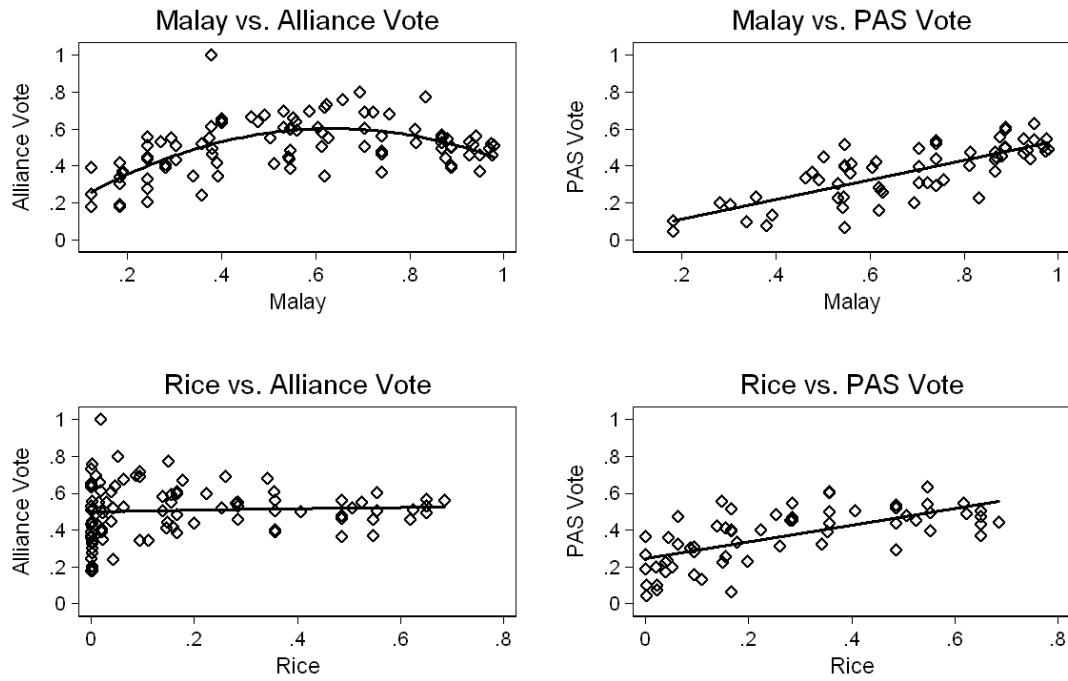 Malay vs. Alliance Vote
Alliance Vote
1
.8
.6
.4
.2
0
.2 .4 .6 .8 1
Malay
Malay vs. PAS Vote
PAS Vote
1
.8
.6
.4
.2
0
.2 .4 .6 .8 1
Malay
Rice vs. Alliance Vote
Alliance Vote
1
.8
.6
.4
.2
0
0 .2 .4 .6 .8
Rice
Rice vs. PAS Vote
PAS Vote
1
.8
.6
.4
.2
0
0 .2 .4 .6 .8
Rice